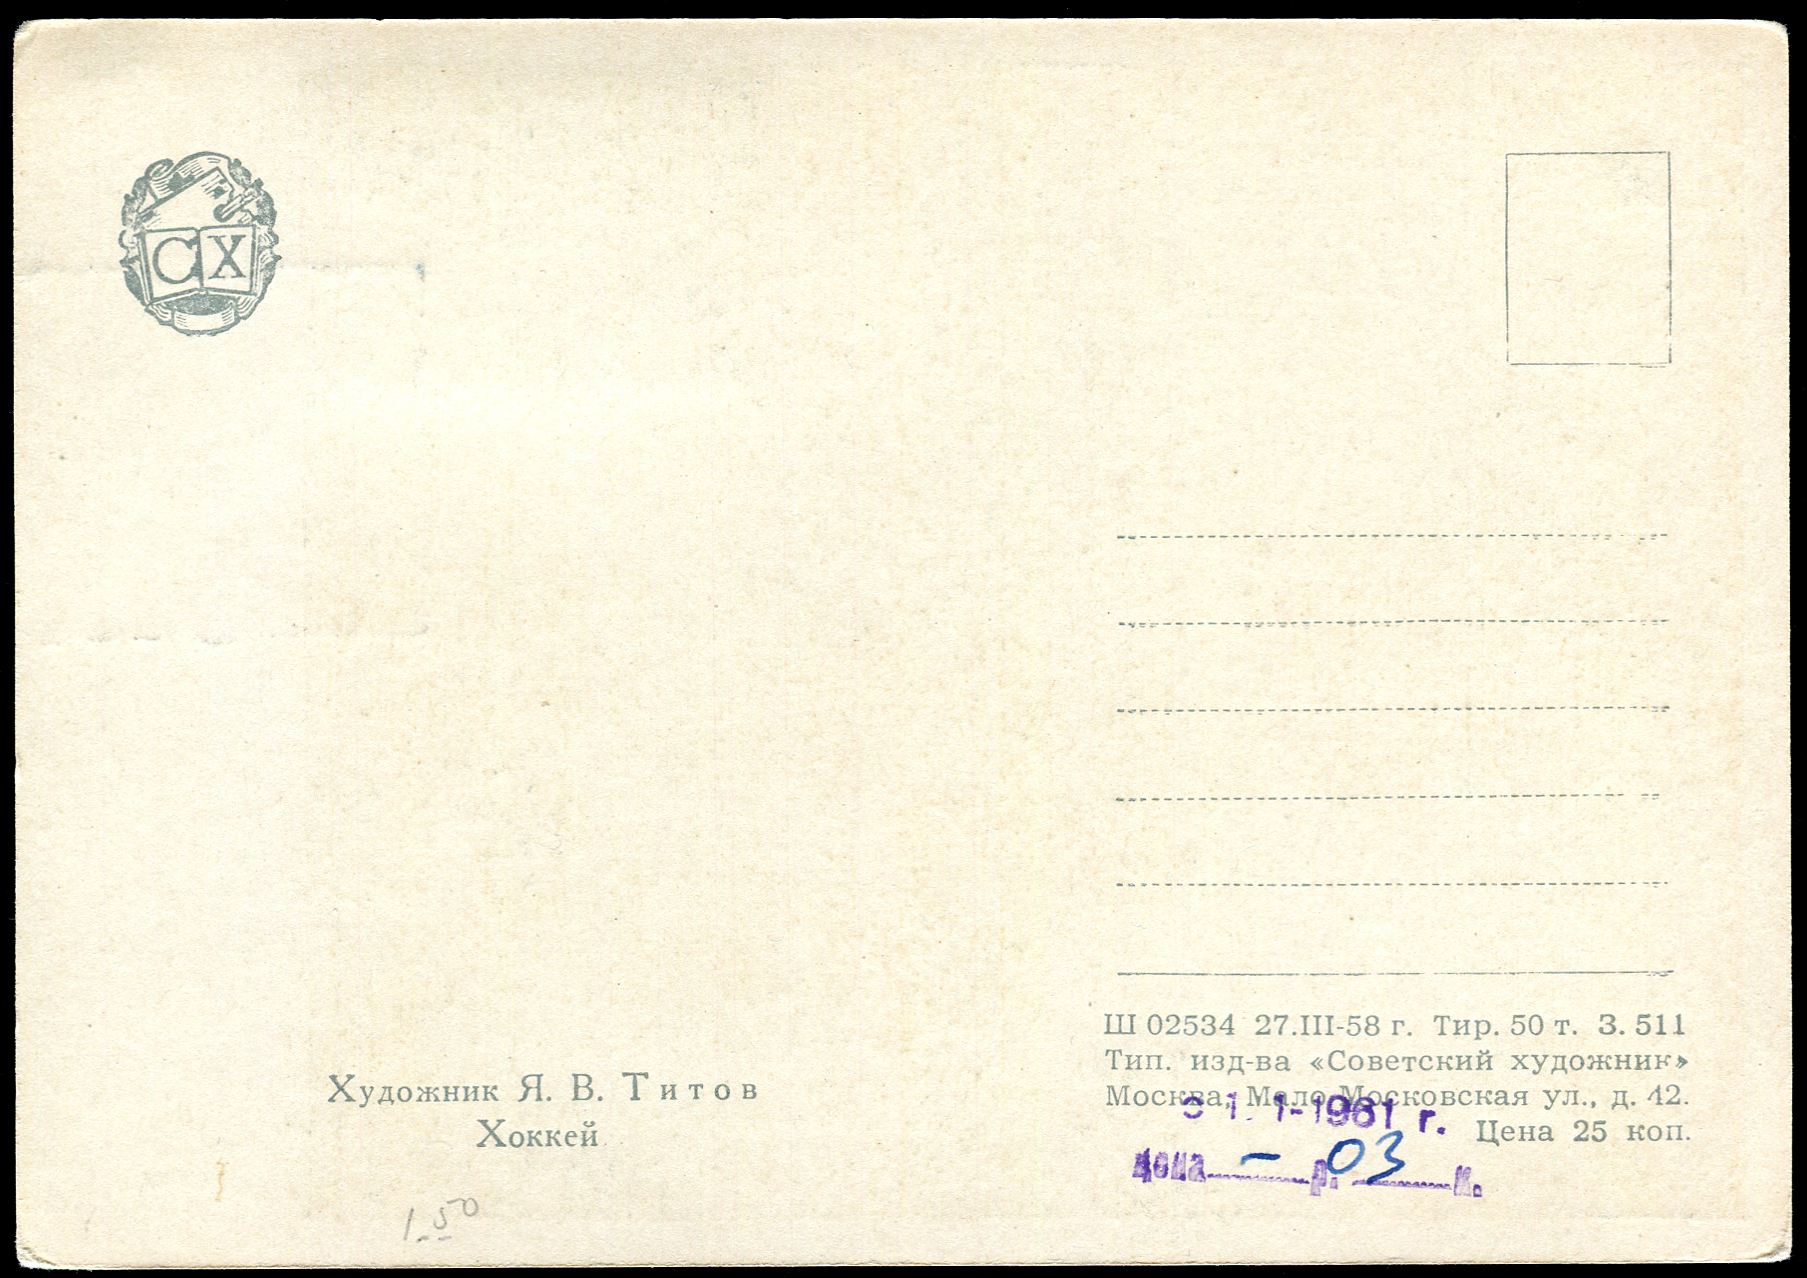 СХ
Ш 02534 27.III-58 г. Тир. 50 т. З. 511
Тип. изд-ва «Советский художник»
Москва, Мало-Московская ул., д. 42.
Цена 25 коп.
1-1961 г.
Цена - р. 03 к.
Художник Я. В. Титов
Хоккей
1-50